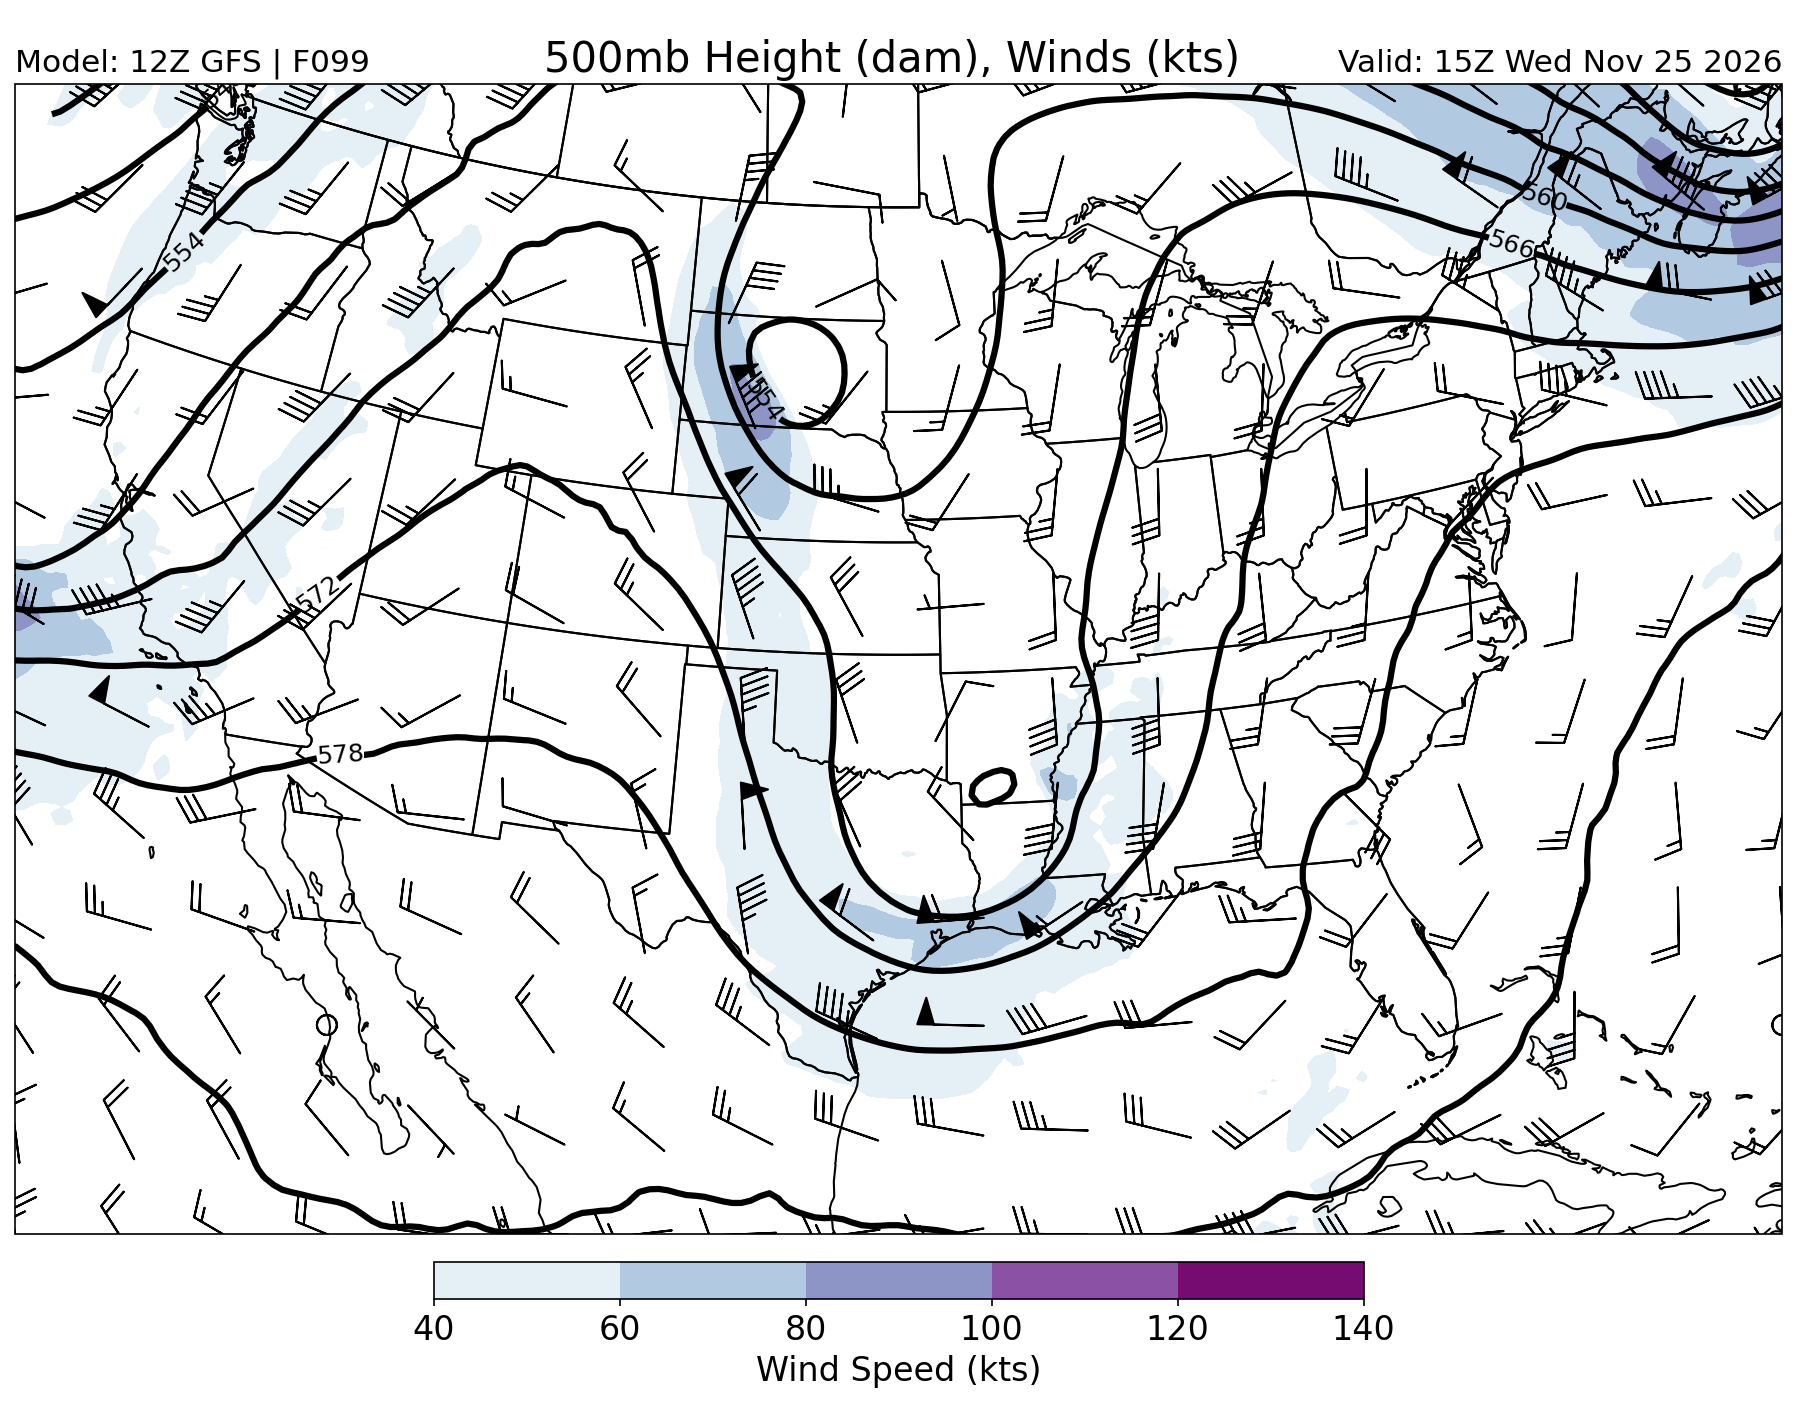 500mb Height (dam), Winds (kts)
Model: 12Z GFS | F099
Valid: 15Z Wed Nov 25 2026
560
566
554
554
572
578
40 60 80 100 120 140
Wind Speed (kts)